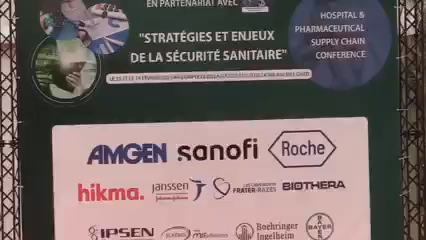 EN PARTENARIAT AVEC
HOSPITAL &
PHARMACEUTICAL
SUPPLY CHAIN
CONFERENCE
"STRATÉGIES ET ENJEUX
DE LA SÉCURITÉ SANITAIRE"
AMGEN sanofi Roche
hikma. janssen FRATER-RAZES BIOTHERA
IPSEN Boehringer
Ingelheim
BAYER